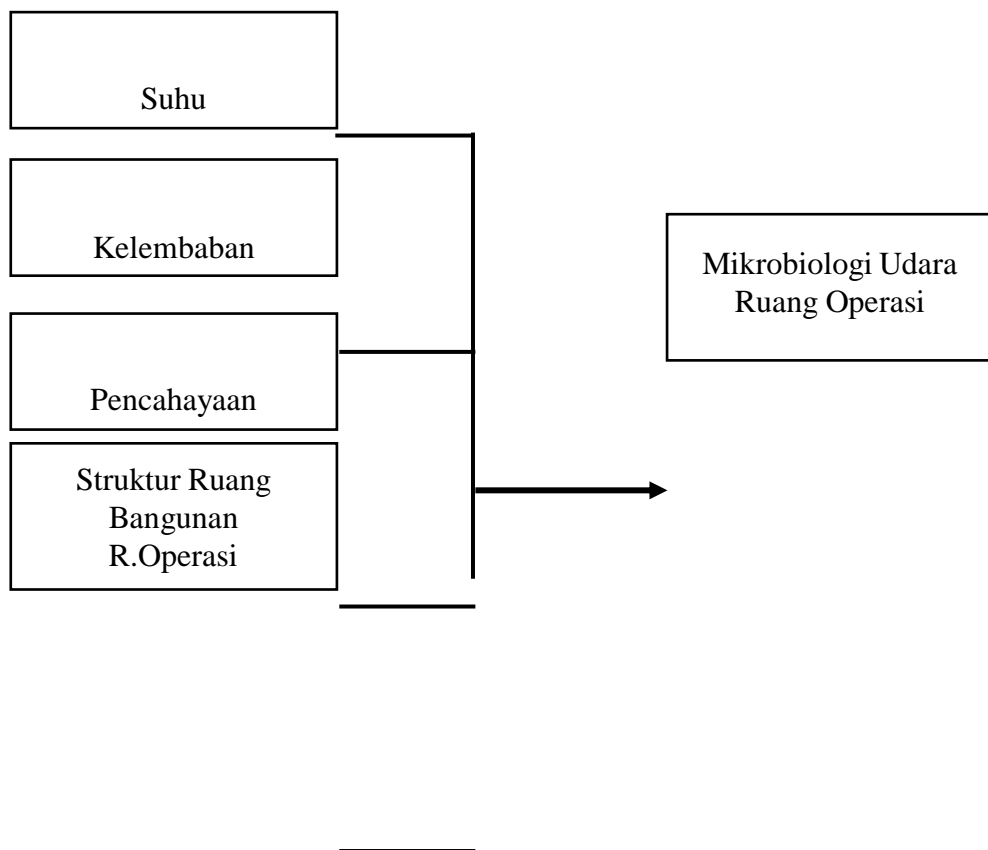 Suhu
Kelembaban
Pencahayaan
Struktur Ruang
Bangunan
R.Operasi
Mikrobiologi Udara
Ruang Operasi